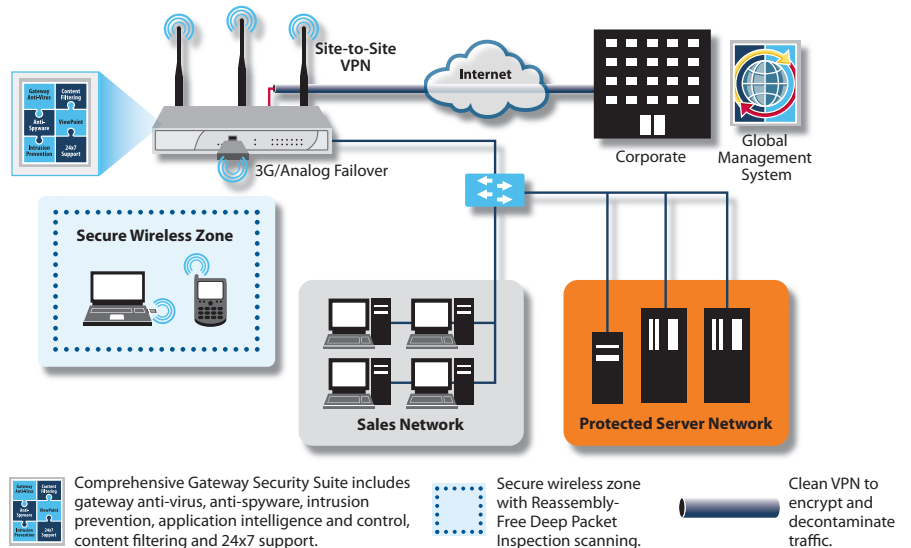 Site-to-Site
VPN
Internet
Gateway
Anti-Virus
Content
Filtering
Anti-
Spyware
ViewPoint
Intrusion
Prevention
24x7
Support
3G/Analog Failover
Corporate
Global
Management
System
Secure Wireless Zone
Sales Network
Protected Server Network
Gateway
Anti-Virus
Content
Filtering
Anti-
Spyware
ViewPoint
Intrusion
Prevention
24x7
Support
Comprehensive Gateway Security Suite includes
gateway anti-virus, anti-spyware, intrusion
prevention, application intelligence and control,
content filtering and 24x7 support.
Secure wireless zone
with Reassembly-
Free Deep Packet
Inspection scanning.
Clean VPN to
encrypt and
decontaminate
traffic.